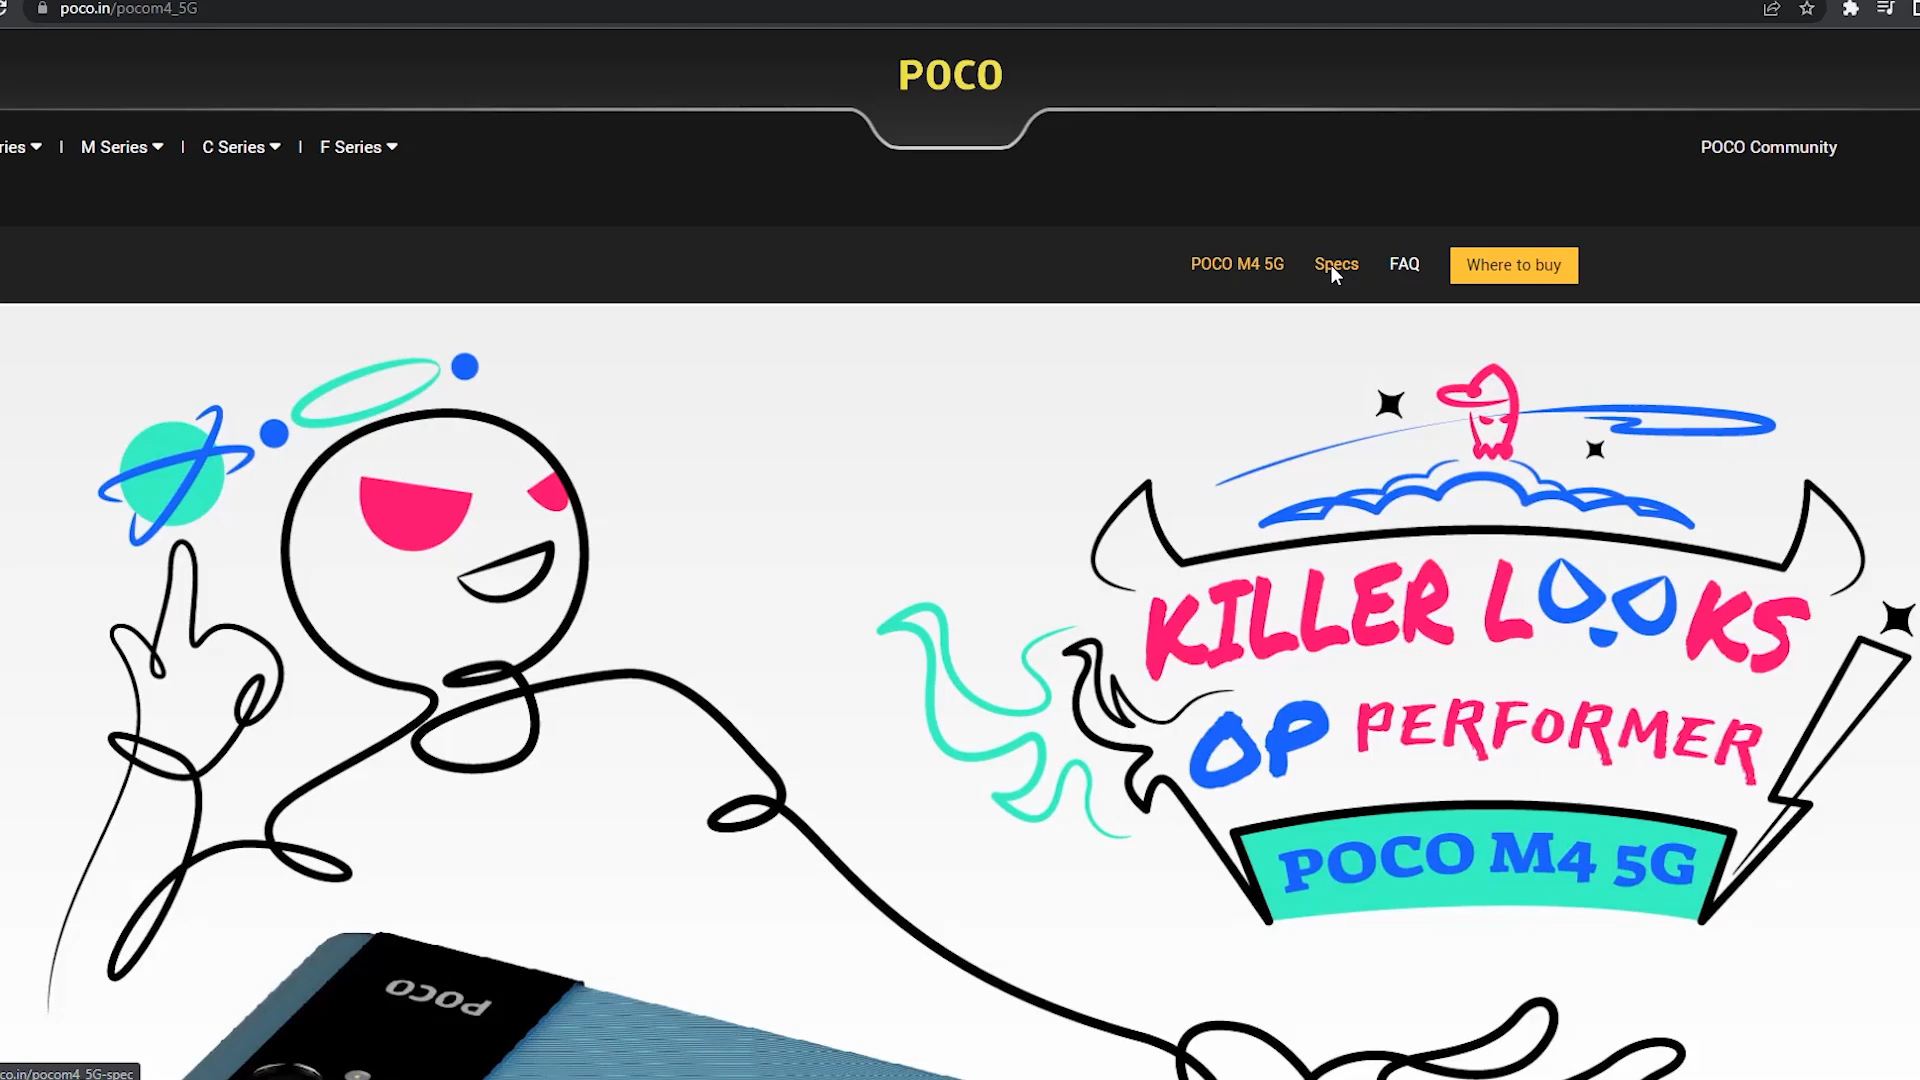 poco.in/pocom4_5G
POCO
ries | M Series | C Series | F Series
POCO Community
POCO M4 5G Specs FAQ Where to buy
KILLER LOOKS
OP PERFORMER
POCO M4 5G
POCO
co.in/pocom4_5G-spec